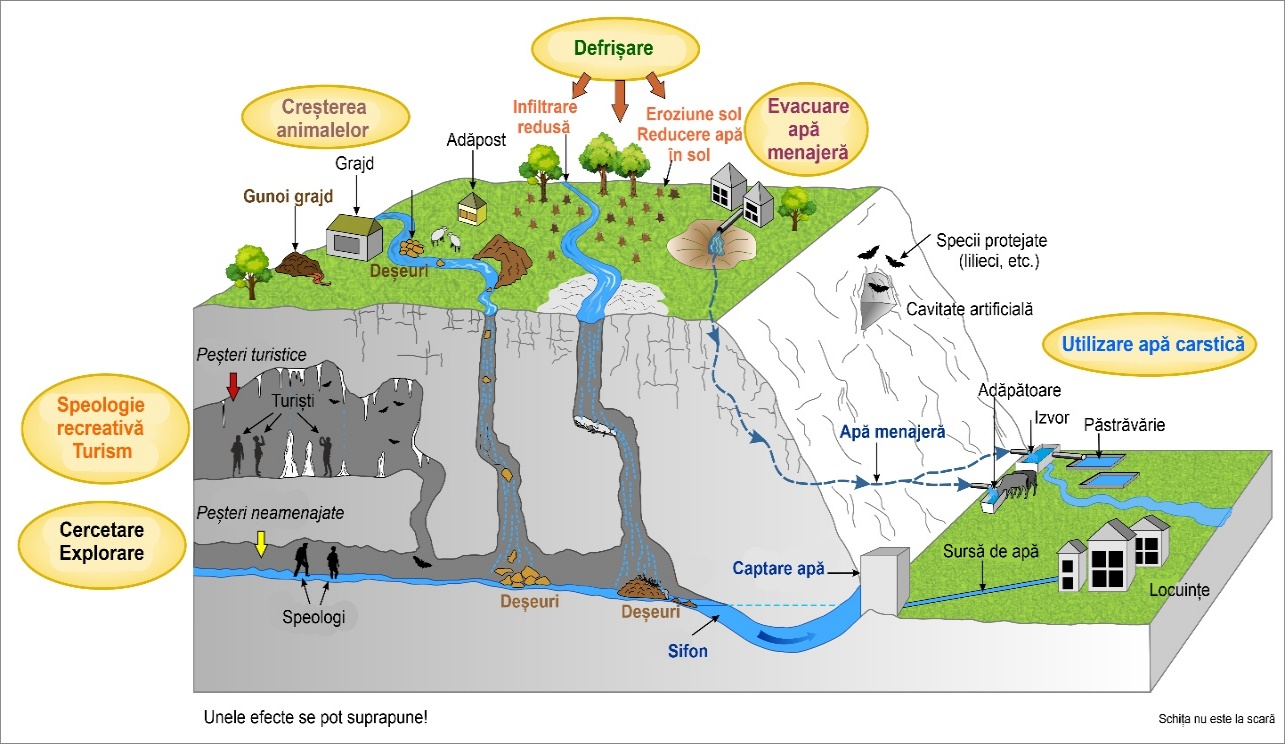 Defrișare
Creșterea
animalelor
Infiltrare
redusă
Eroziune sol
Reducere apă
în sol
Evacuare
apă
menajeră
Adăpost
Grajd
Gunoi grajd
Deșeuri
Specii protejate
(lilieci, etc.)
Cavitate artificială
Utilizare apă carstică
Peșteri turistice
Turiști
Speologie
recreativă
Turism
Adăpătoare
Izvor
Păstrăvărie
Apă menajeră
Peșteri neamenajate
Cercetare
Explorare
Speologi
Deșeuri
Deșeuri
Captare apă
Sursă de apă
Locuințe
Sifon
Unele efecte se pot suprapune!
Schița nu este la scară